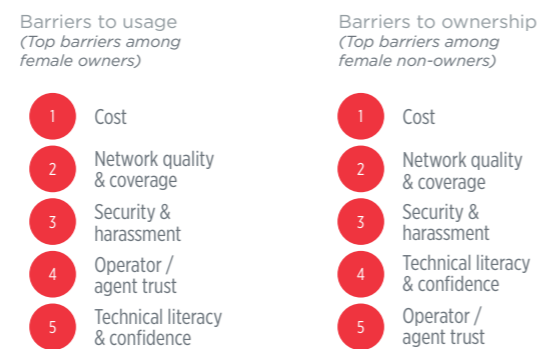 Barriers to usage
(Top barriers among
female owners)
1 Cost
2 Network quality
& coverage
3 Security &
harassment
4 Operator /
agent trust
5 Technical literacy
& confidence
Barriers to ownership
(Top barriers among
female non-owners)
1 Cost
2 Network quality
& coverage
3 Security &
harassment
4 Technical literacy
& confidence
5 Operator /
agent trust